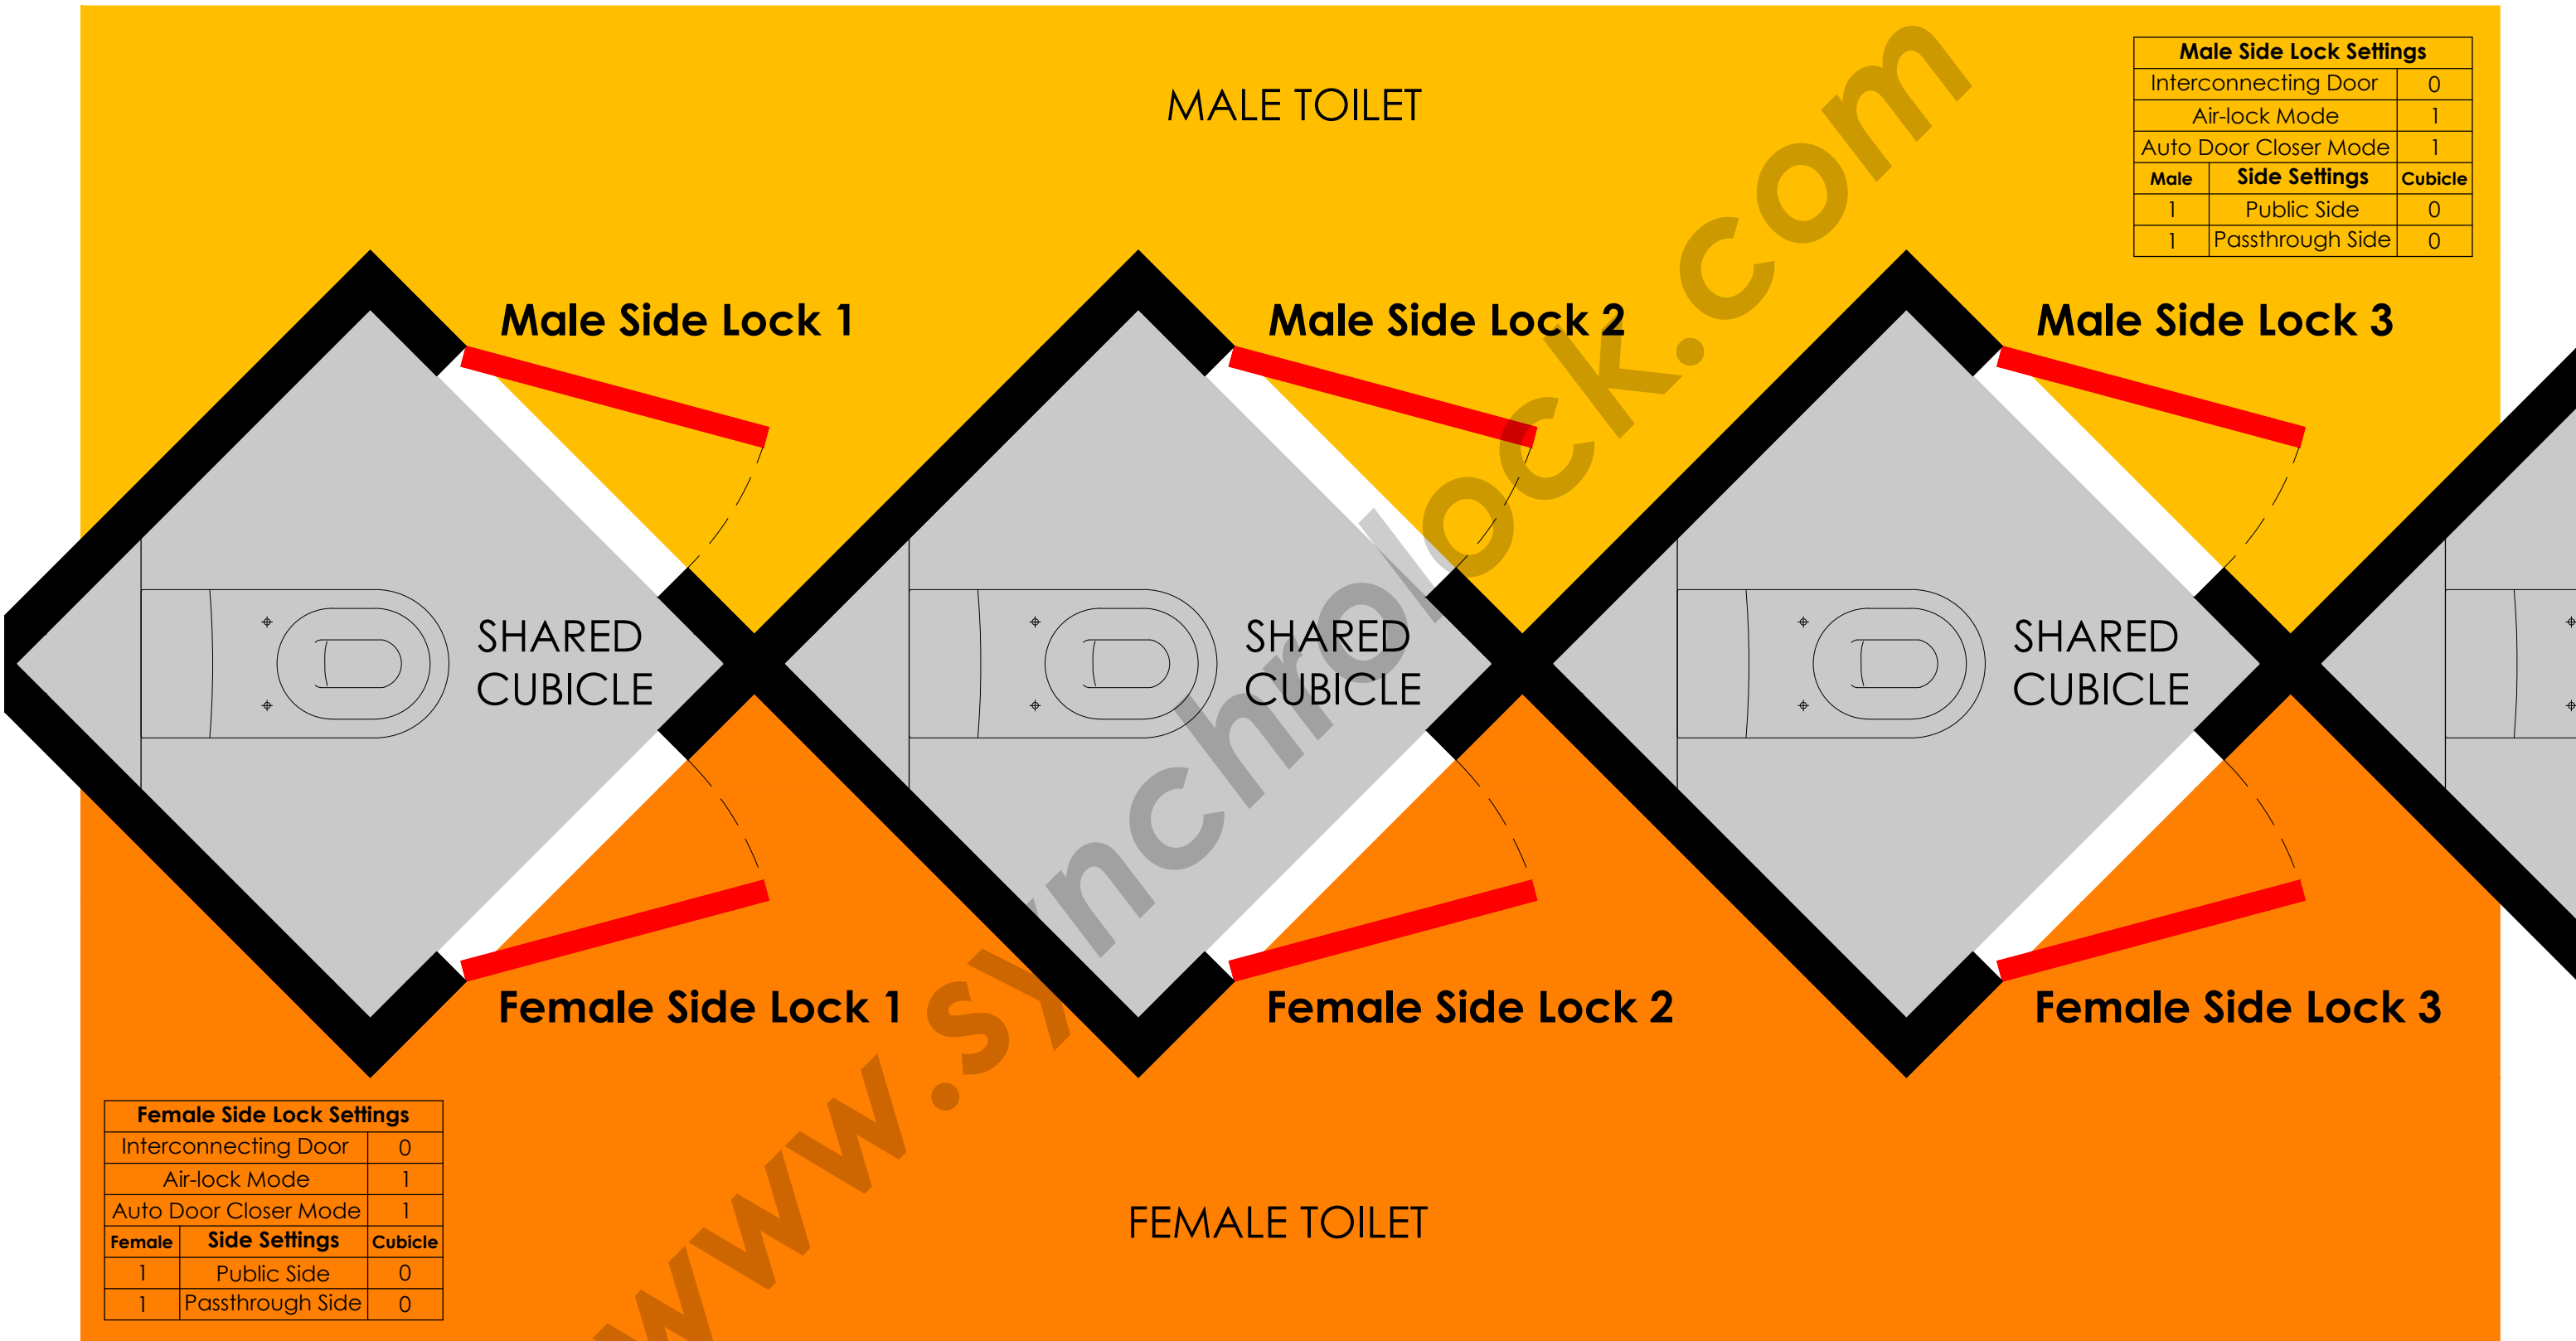 MALE TOILET
Male Side Lock Settings
Interconnecting Door 0
Air-lock Mode 1
Auto Door Closer Mode 1
Male Side Settings Cubicle
1 Public Side 0
1 Passthrough Side 0
Male Side Lock 1
Male Side Lock 2
Male Side Lock 3
SHARED
CUBICLE
SHARED
CUBICLE
SHARED
CUBICLE
www.synchrolock.com
Female Side Lock 1
Female Side Lock 2
Female Side Lock 3
Female Side Lock Settings
Interconnecting Door 0
Air-lock Mode 1
Auto Door Closer Mode 1
Female Side Settings Cubicle
1 Public Side 0
1 Passthrough Side 0
FEMALE TOILET